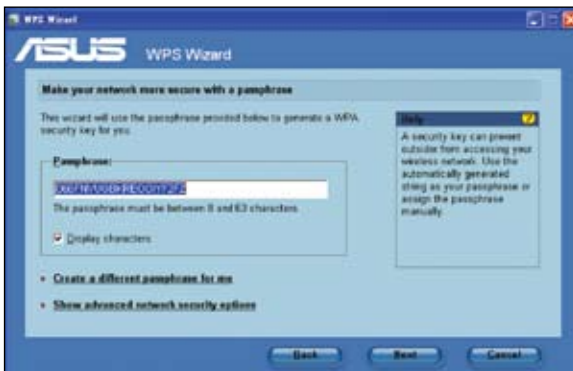 WPS Wizard
ASUS WPS Wizard
Make your network more secure with a passphrase
This wizard will use the passphrase provided below to generate a WPA
security key for you.
Passphrase:
The passphrase must be between 8 and 63 characters
Display characters
Create a different passphrase for me
Show advanced network security options
Help
A security key can prevent
outsider from accessing your
wireless network. Use the
automatically generated
string as your passphrase or
assign the passphrase
manually.
Back
Next
Cancel